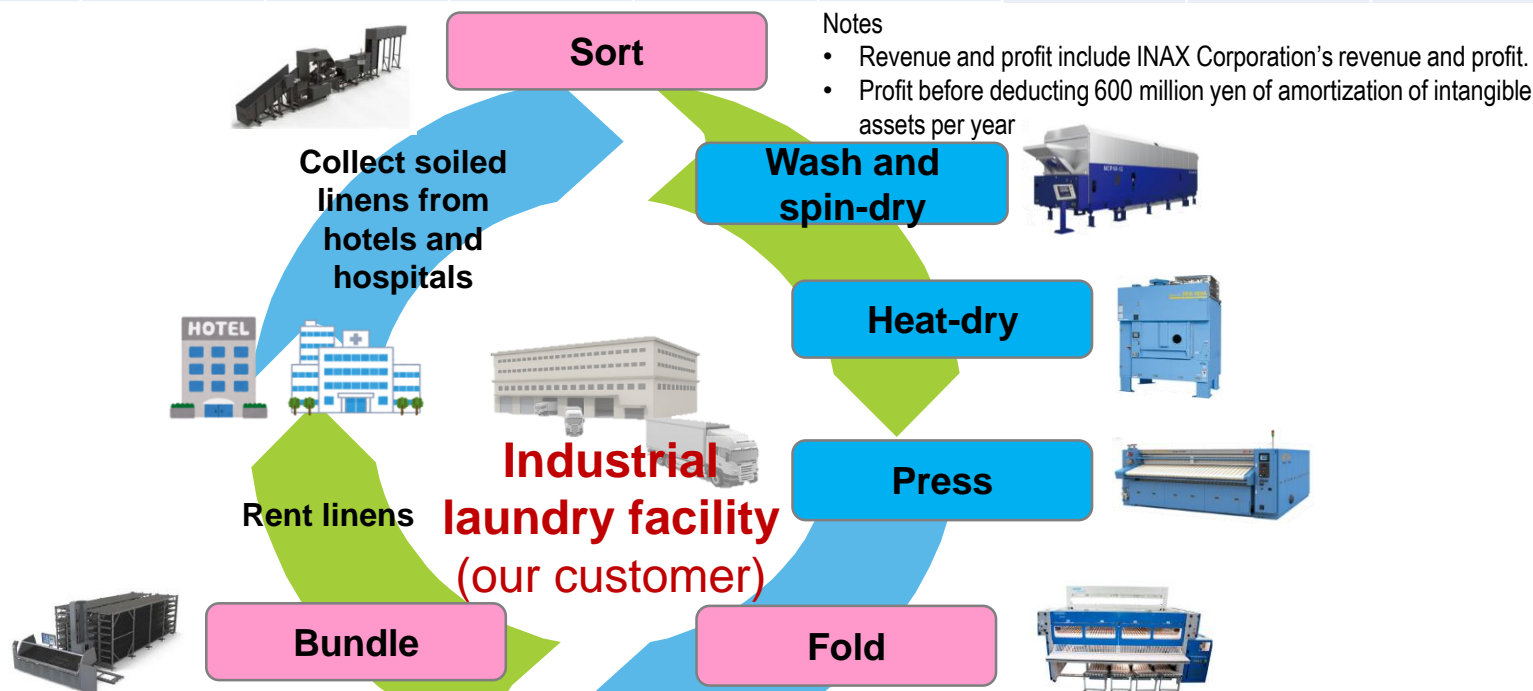 Notes
• Revenue and profit include INAX Corporation's revenue and profit.
• Profit before deducting 600 million yen of amortization of intangible
assets per year
Sort
Wash and
spin-dry
Collect soiled
linens from
hotels and
hospitals
Heat-dry
HOTEL
Industrial
laundry facility
(our customer)
Press
Rent linens
Bundle
Fold